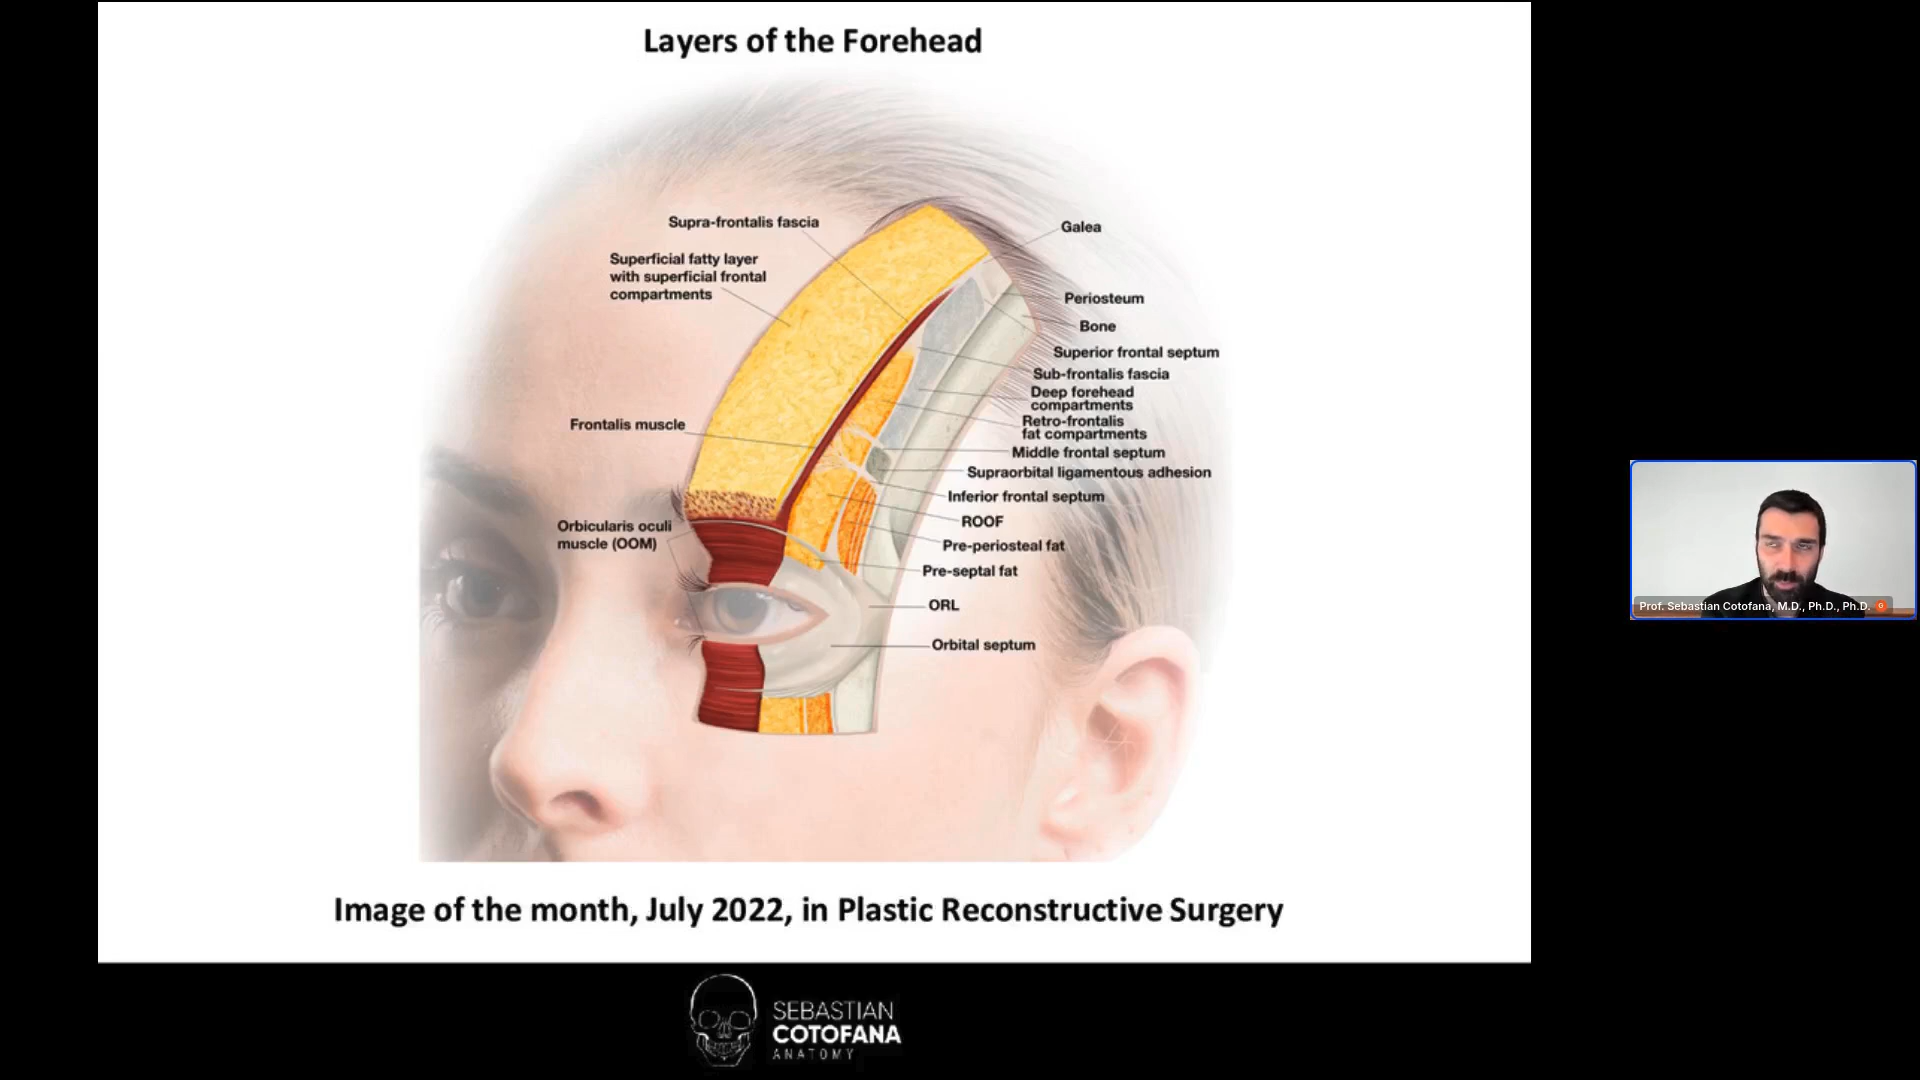 Layers of the Forehead
Supra-frontalis fascia
Galea
Superficial fatty layer
with superficial frontal
compartments
Periosteum
Bone
Superior frontal septum
Sub-frontalis fascia
Deep forehead
compartments
Retro-frontalis
fat compartments
Frontalis muscle
Middle frontal septum
Supraorbital ligamentous adhesion
Inferior frontal septum
ROOF
Orbicularis oculi
muscle (OOM)
Pre-periosteal fat
Pre-septal fat
ORL
Orbital septum
Prof. Sebastian Cotofana, M.D., Ph.D., Ph.D.
Image of the month, July 2022, in Plastic Reconstructive Surgery
SEBASTIAN
COTOFANA
ANATOMY